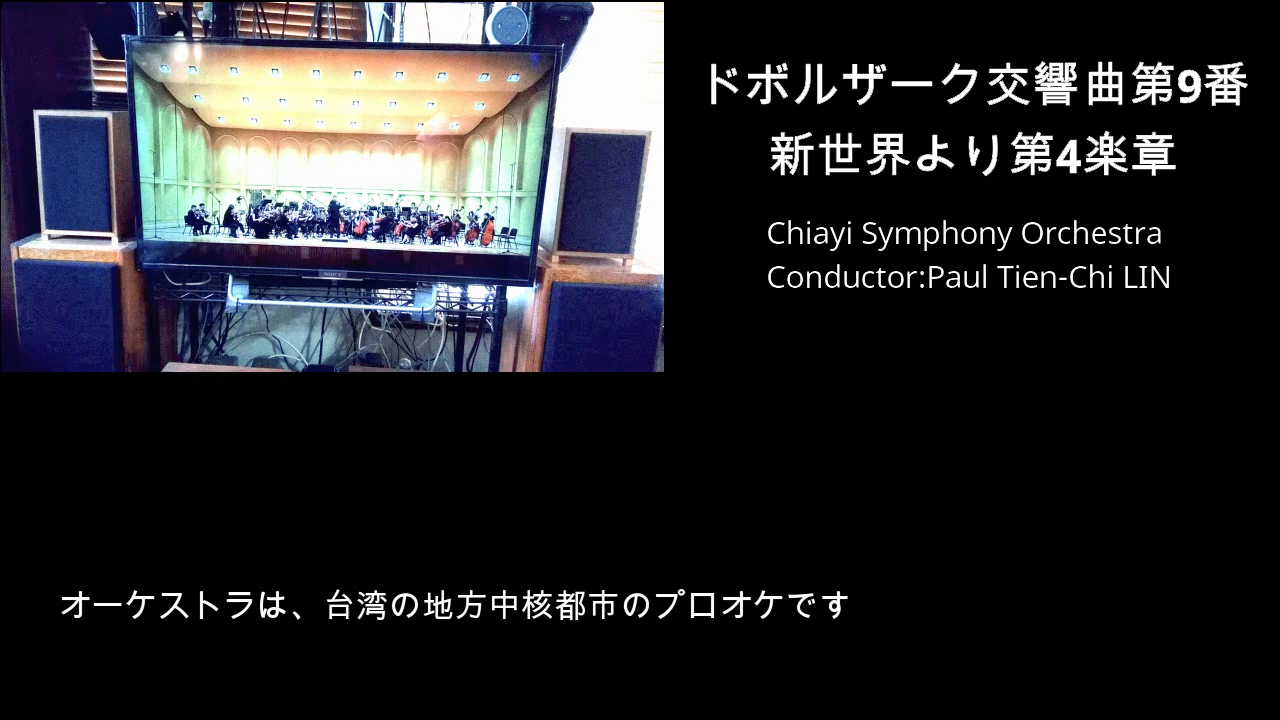 ドボルザーク交響曲第9番
新世界より第4楽章
Chiayi Symphony Orchestra
Conductor:Paul Tien-Chi LIN
オーケストラは、台湾の地方中核都市のプロオケです